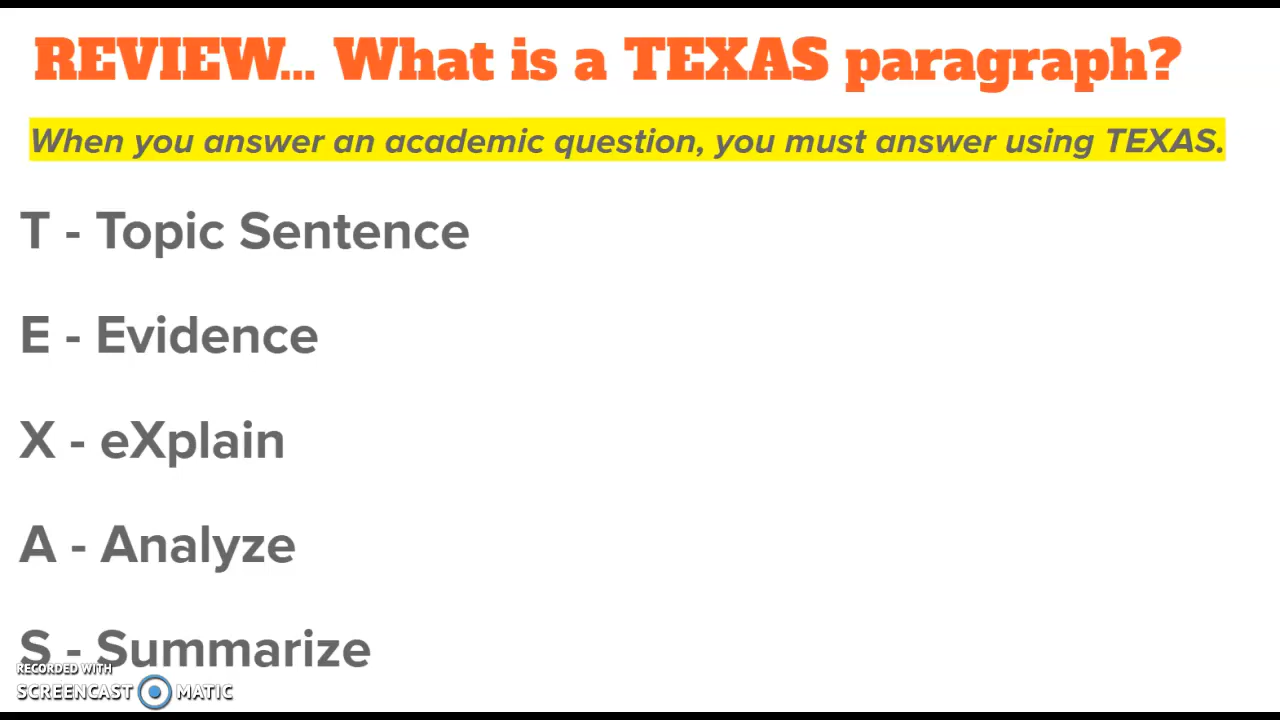 REVIEW... What is a TEXAS paragraph?
When you answer an academic question, you must answer using TEXAS.
T - Topic Sentence
E - Evidence
X - eXplain
A - Analyze
S - Summarize
RECORDED WITH
SCREENCAST MATIC